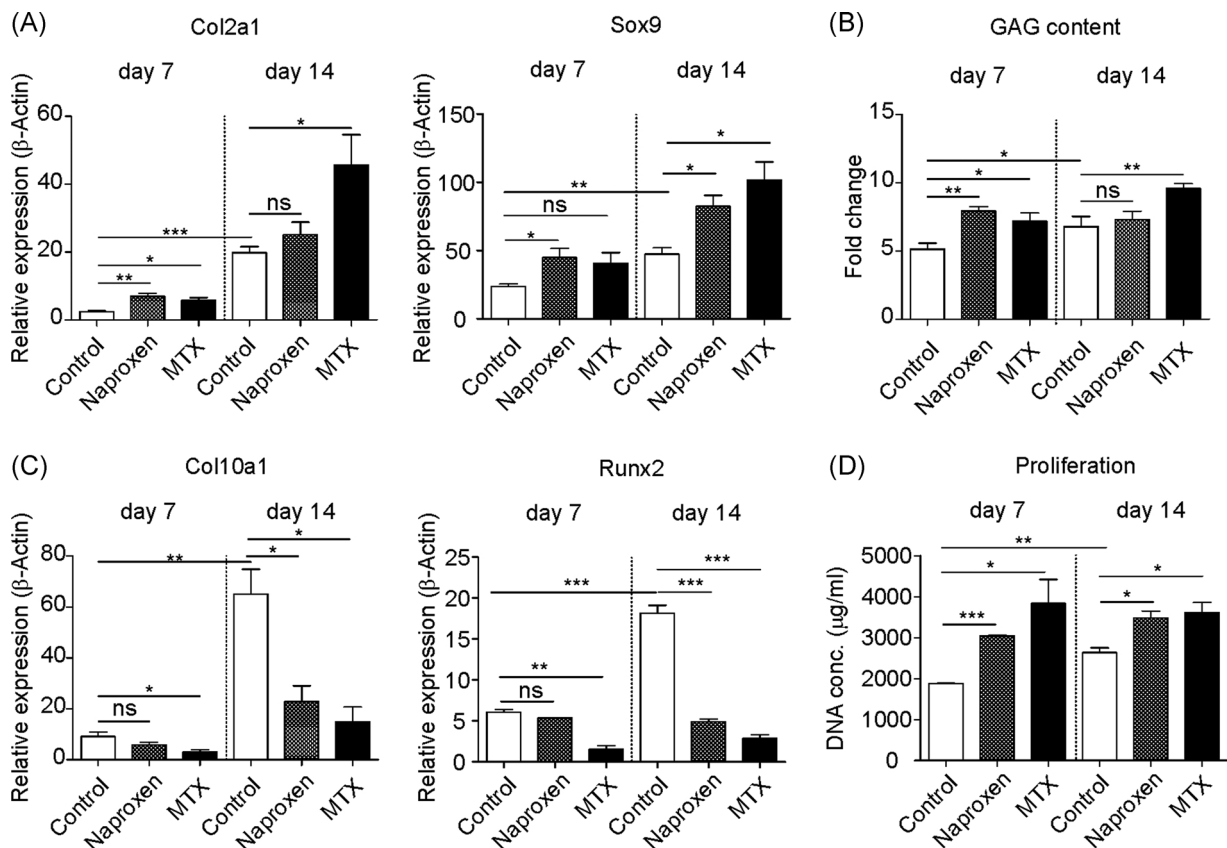 (A)
Col2a1
day 7 day 14
Relative expression (β-Actin)
60
40
20
0
*
ns
***
*
**
Control Naproxen MTX Control Naproxen MTX
Sox9
day 7 day 14
Relative expression (β-Actin)
150
100
50
0
*
*
**
ns
*
Control Naproxen MTX Control Naproxen MTX
(B)
GAG content
day 7 day 14
Fold change
15
10
5
0
*
**
*
ns
**
Control Naproxen MTX Control Naproxen MTX
(C)
Col10a1
day 7 day 14
Relative expression (β-Actin)
80
60
40
20
0
*
*
**
*
ns
Control Naproxen MTX Control Naproxen MTX
Runx2
day 7 day 14
Relative expression (β-Actin)
25
20
15
10
5
0
***
***
***
**
ns
Control Naproxen MTX Control Naproxen MTX
(D)
Proliferation
day 7 day 14
DNA conc. (µg/ml)
5000
4000
3000
2000
1000
0
**
*
*
*
***
Control Naproxen MTX Control Naproxen MTX